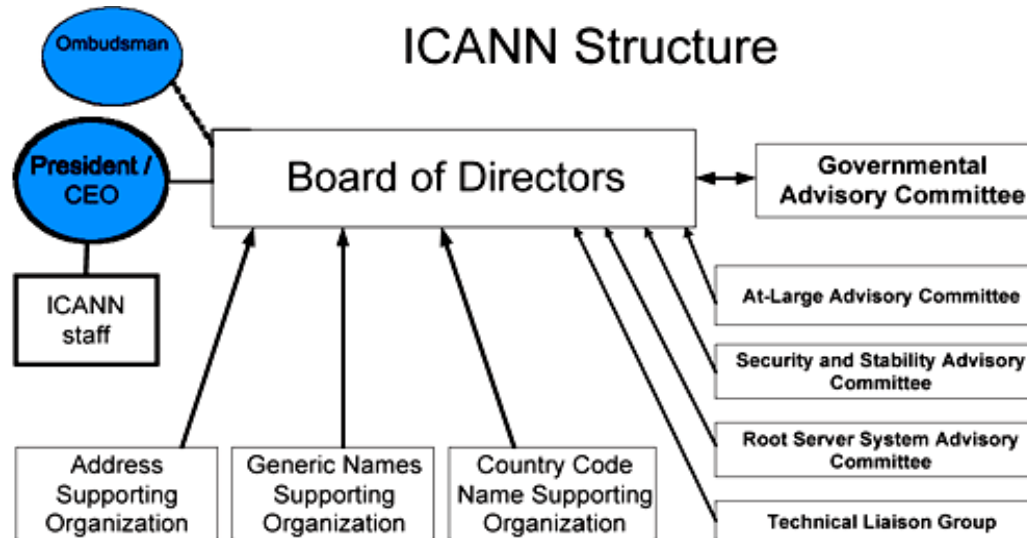 Ombudsman
ICANN Structure
President /
CEO
Board of Directors
Governmental
Advisory Committee
ICANN
staff
At-Large Advisory Committee
Security and Stability Advisory
Committee
Root Server System Advisory
Committee
Technical Liaison Group
Address
Supporting
Organization
Generic Names
Supporting
Organization
Country Code
Name Supporting
Organization